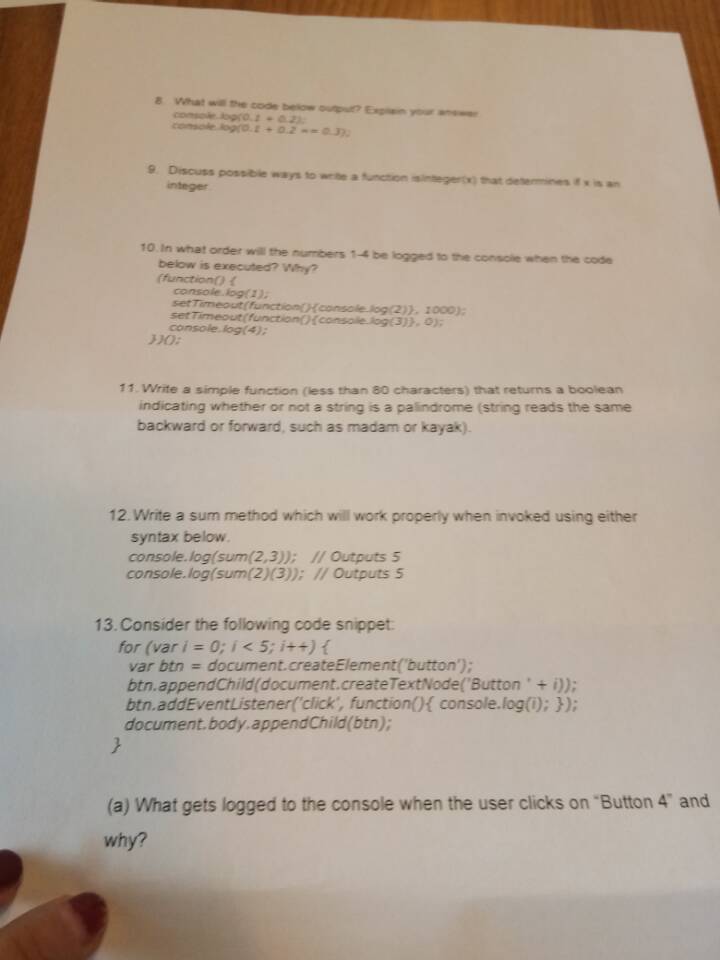 8. What will the code below output? Explain your answer.
console.log(0.1 + 0.2);
console.log(0.1 + 0.2 == 0.3);
9. Discuss possible ways to write a function isInteger(x) that determines if x is an
integer.
10. In what order will the numbers 1-4 be logged to the console when the code
below is executed? Why?
(function() {
console.log(1);
setTimeout(function(){console.log(2)}, 1000);
setTimeout(function(){console.log(3)}, 0);
console.log(4);
})();
11. Write a simple function (less than 80 characters) that returns a boolean
indicating whether or not a string is a palindrome (string reads the same
backward or forward, such as madam or kayak).
12. Write a sum method which will work properly when invoked using either
syntax below.
console.log(sum(2,3)); // Outputs 5
console.log(sum(2)(3)); // Outputs 5
13. Consider the following code snippet:
for (var i = 0; i < 5; i++) {
var btn = document.createElement('button');
btn.appendChild(document.createTextNode('Button ' + i));
btn.addEventListener('click', function(){ console.log(i); });
document.body.appendChild(btn);
}
(a) What gets logged to the console when the user clicks on “Button 4” and
why?